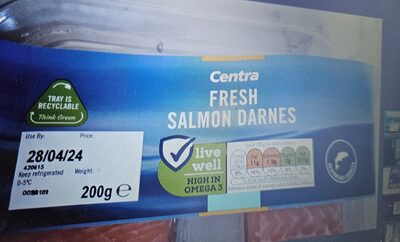 Centra
FRESH
SALMON DARNES
TRAY IS
RECYCLABLE
Think Green
Use By: Price:
28/04/24
42061S
Keep refrigerated Weight:
0-5°C
200g e
live
well
HIGH IN
OMEGA 3